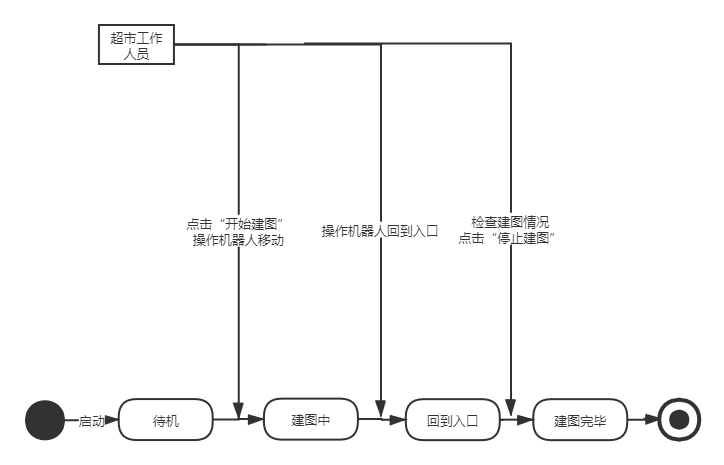 超市工作
人员
点击“开始建图”
操作机器人移动
操作机器人回到入口
检查建图情况
点击“停止建图”
启动
待机
建图中
回到入口
建图完毕